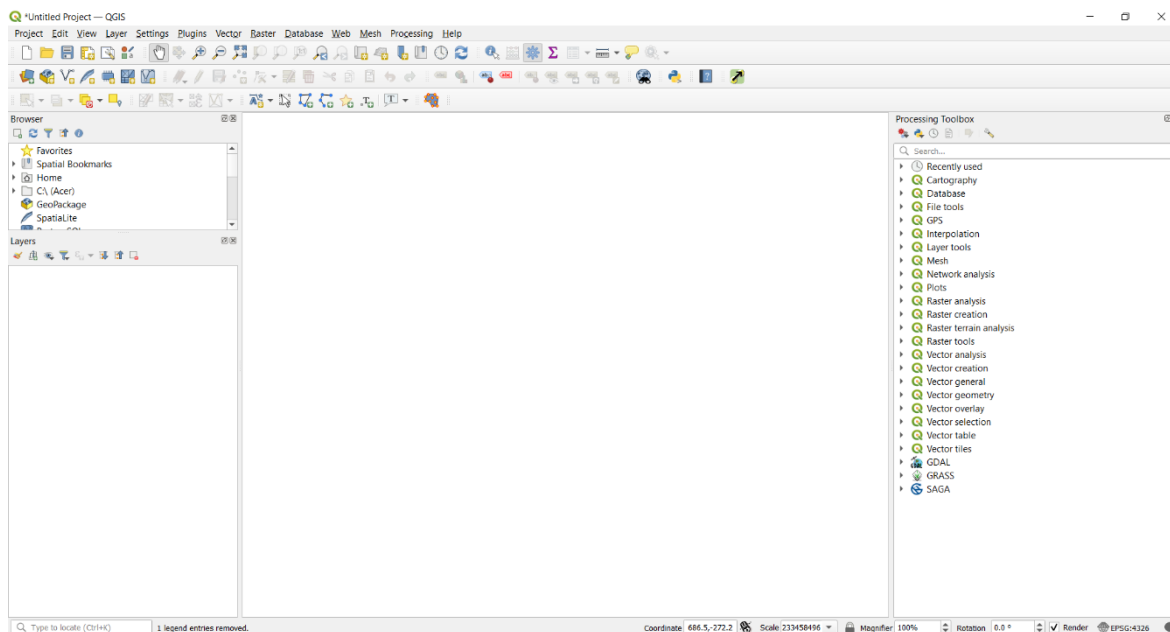 *Untitled Project — QGIS
Project Edit View Layer Settings Plugins Vector Raster Database Web Mesh Processing Help
Browser
Favorites
Spatial Bookmarks
Home
C:\ (Acer)
GeoPackage
SpatiaLite
Layers
Processing Toolbox
Search...
Recently used
Cartography
Database
File tools
GPS
Interpolation
Layer tools
Mesh
Network analysis
Plots
Raster analysis
Raster creation
Raster terrain analysis
Raster tools
Vector analysis
Vector creation
Vector general
Vector geometry
Vector overlay
Vector selection
Vector table
Vector tiles
GDAL
GRASS
SAGA
Type to locate (Ctrl+K) 1 legend entries removed. Coordinate 686.5,-272.2 Scale 233458496 Magnifier 100% Rotation 0.0 ° Render EPSG:4326